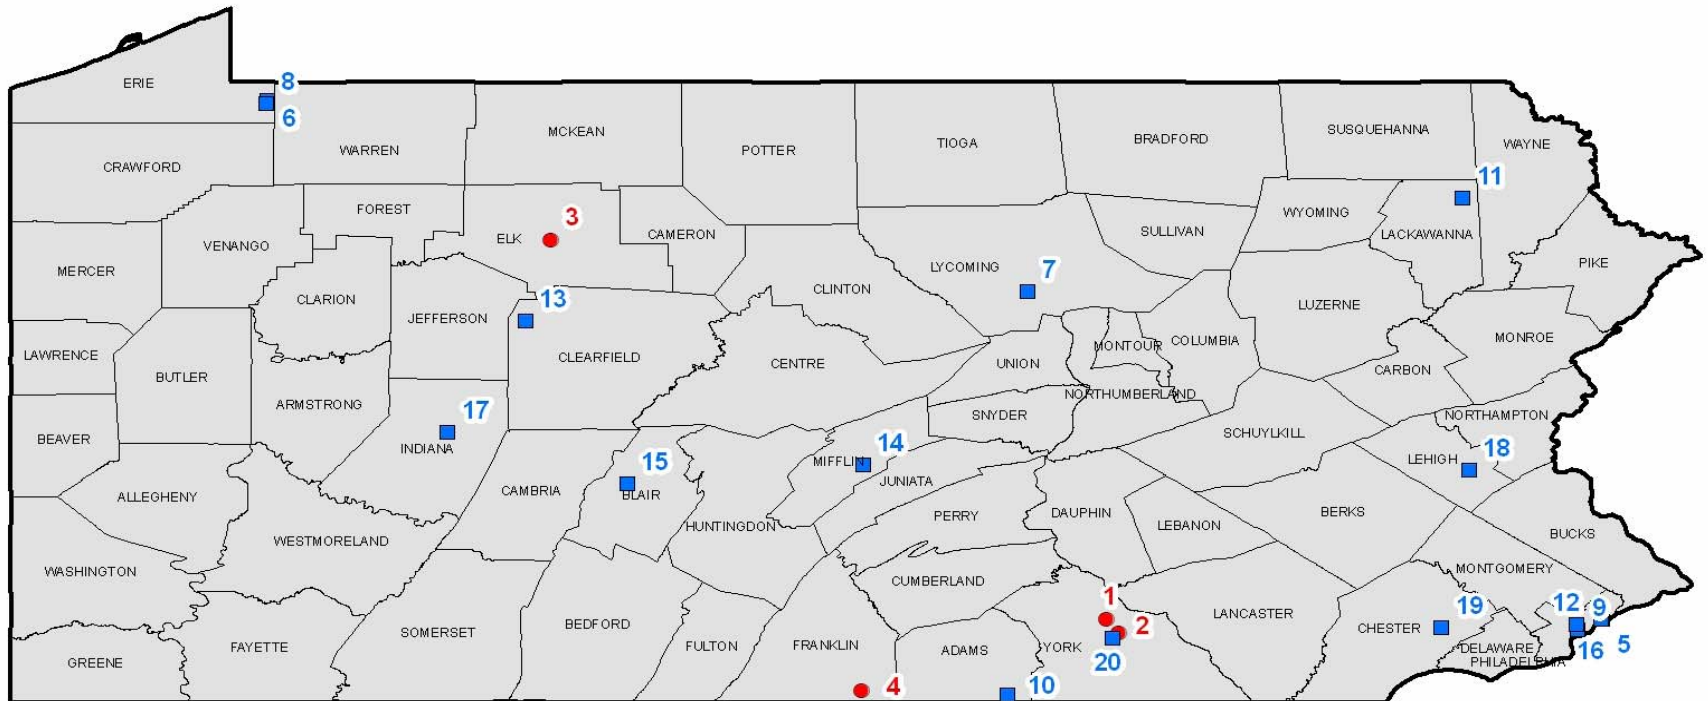 ERIE
8
6
WARREN
MCKEAN
POTTER
TIOGA
BRADFORD
SUSQUEHANNA
WAYNE
CRAWFORD
11
FOREST
3
WYOMING
ELK
CAMERON
SULLIVAN
LACKAWANNA
VENANGO
MERCER
LYCOMING
7
PIKE
CLARION
13
CLINTON
LUZERNE
JEFFERSON
LAWRENCE
CLEARFIELD
CENTRE
MONTOUR
COLUMBIA
MONROE
BUTLER
UNION
CARBON
ARMSTRONG
NORTHUMBERLAND
17
SNYDER
NORTHAMPTON
BEAVER
INDIANA
SCHUYLKILL
14
18
15
MIFFLIN
LEHIGH
ALLEGHENY
CAMBRIA
BLAIR
JUNIATA
HUNTINGDON
PERRY
DAUPHIN
LEBANON
BERKS
BUCKS
WESTMORELAND
WASHINGTON
CUMBERLAND
MONTGOMERY
1
19
12
9
SOMERSET
BEDFORD
2
LANCASTER
CHESTER
FAYETTE
FULTON
FRANKLIN
ADAMS
YORK
20
DELAWARE
16
5
GREENE
PHILADELPHIA
4
10